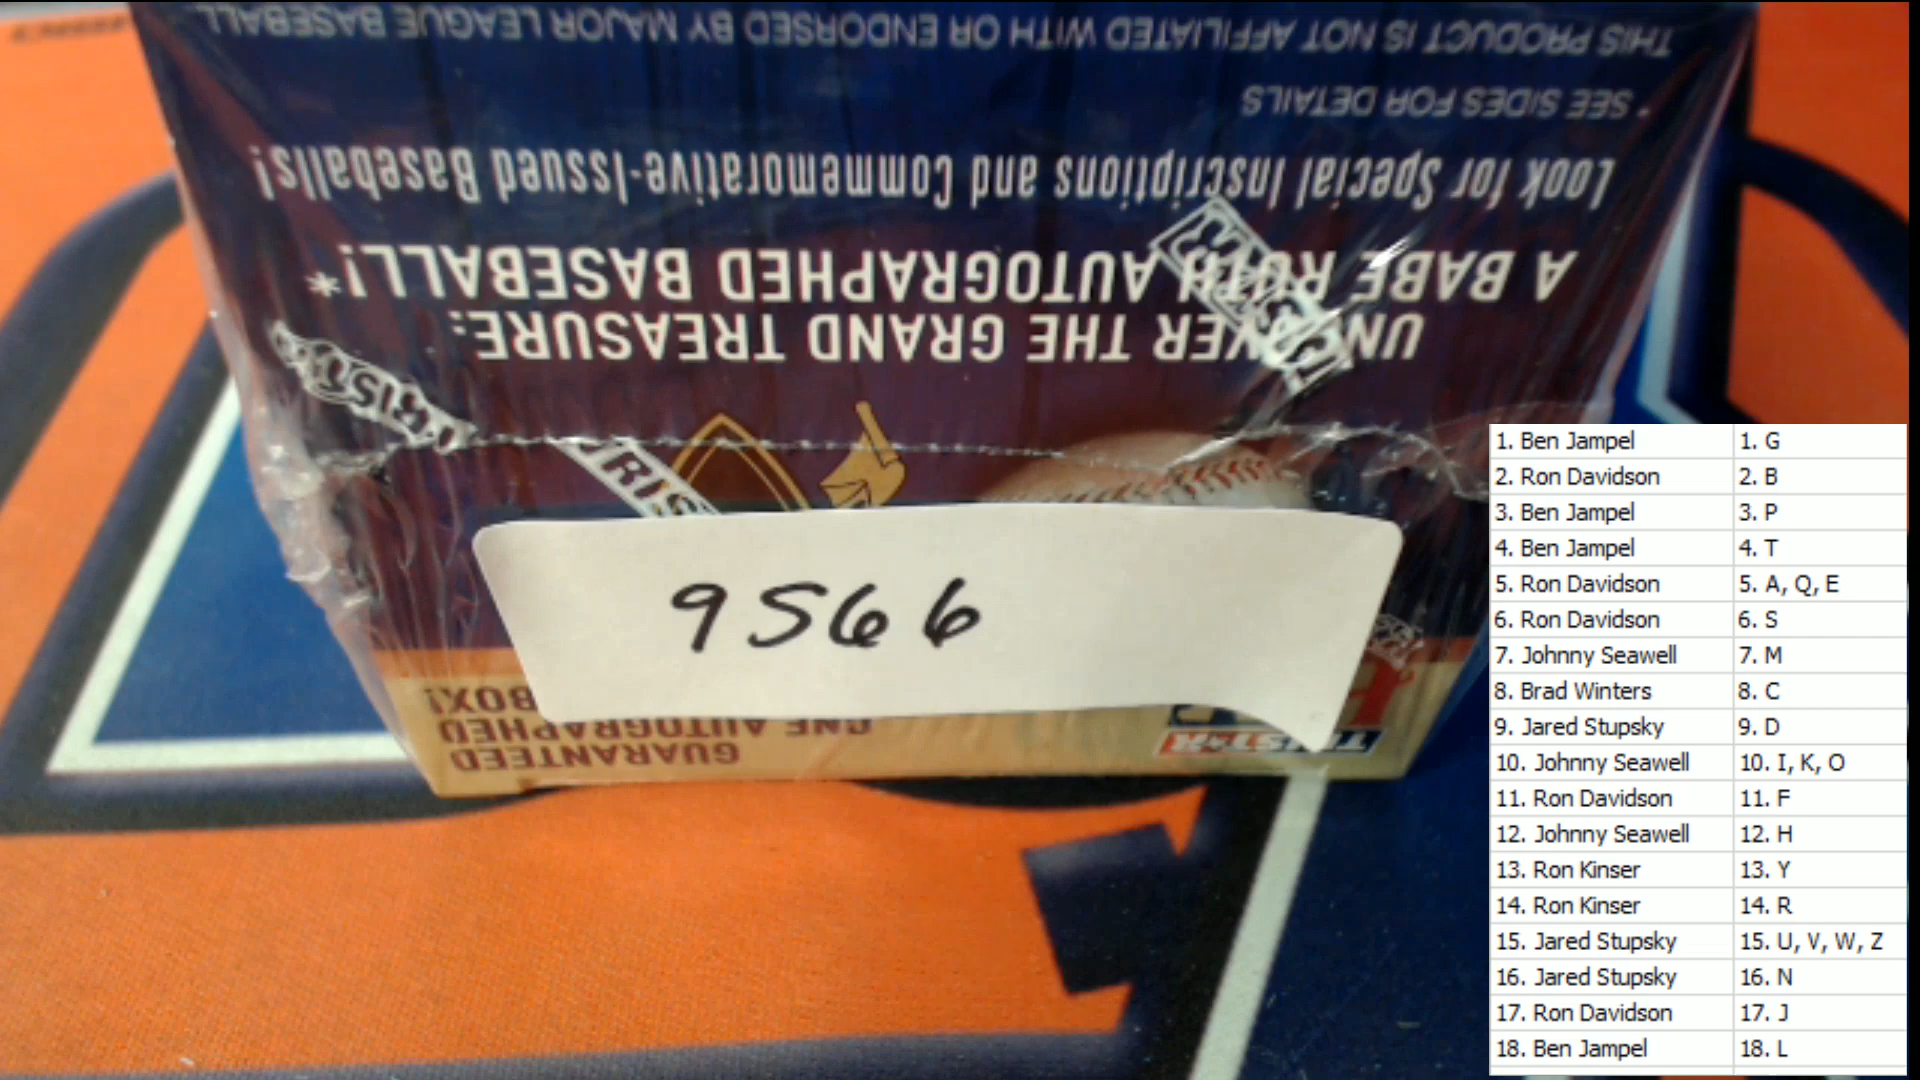 THIS PRODUCT IS NOT AFFILIATED WITH OR ENDORSED BY MAJOR LEAGUE BASEBALL
* SEE SIDES FOR DETAILS
Look for Special Inscriptions and Commemorative-Issued Baseballs!
A BABE RUTH AUTOGRAPHED BASEBALL!*
UNCOVER THE GRAND TREASURE:
TRISTAR
TRISTAR
TRIS
9566
GUARANTEED
ONE AUTOGRAPHED
BOX!
TRISTAR
1. Ben Jampel 1. G
2. Ron Davidson 2. B
3. Ben Jampel 3. P
4. Ben Jampel 4. T
5. Ron Davidson 5. A, Q, E
6. Ron Davidson 6. S
7. Johnny Seawell 7. M
8. Brad Winters 8. C
9. Jared Stupsky 9. D
10. Johnny Seawell 10. I, K, O
11. Ron Davidson 11. F
12. Johnny Seawell 12. H
13. Ron Kinser 13. Y
14. Ron Kinser 14. R
15. Jared Stupsky 15. U, V, W, Z
16. Jared Stupsky 16. N
17. Ron Davidson 17. J
18. Ben Jampel 18. L